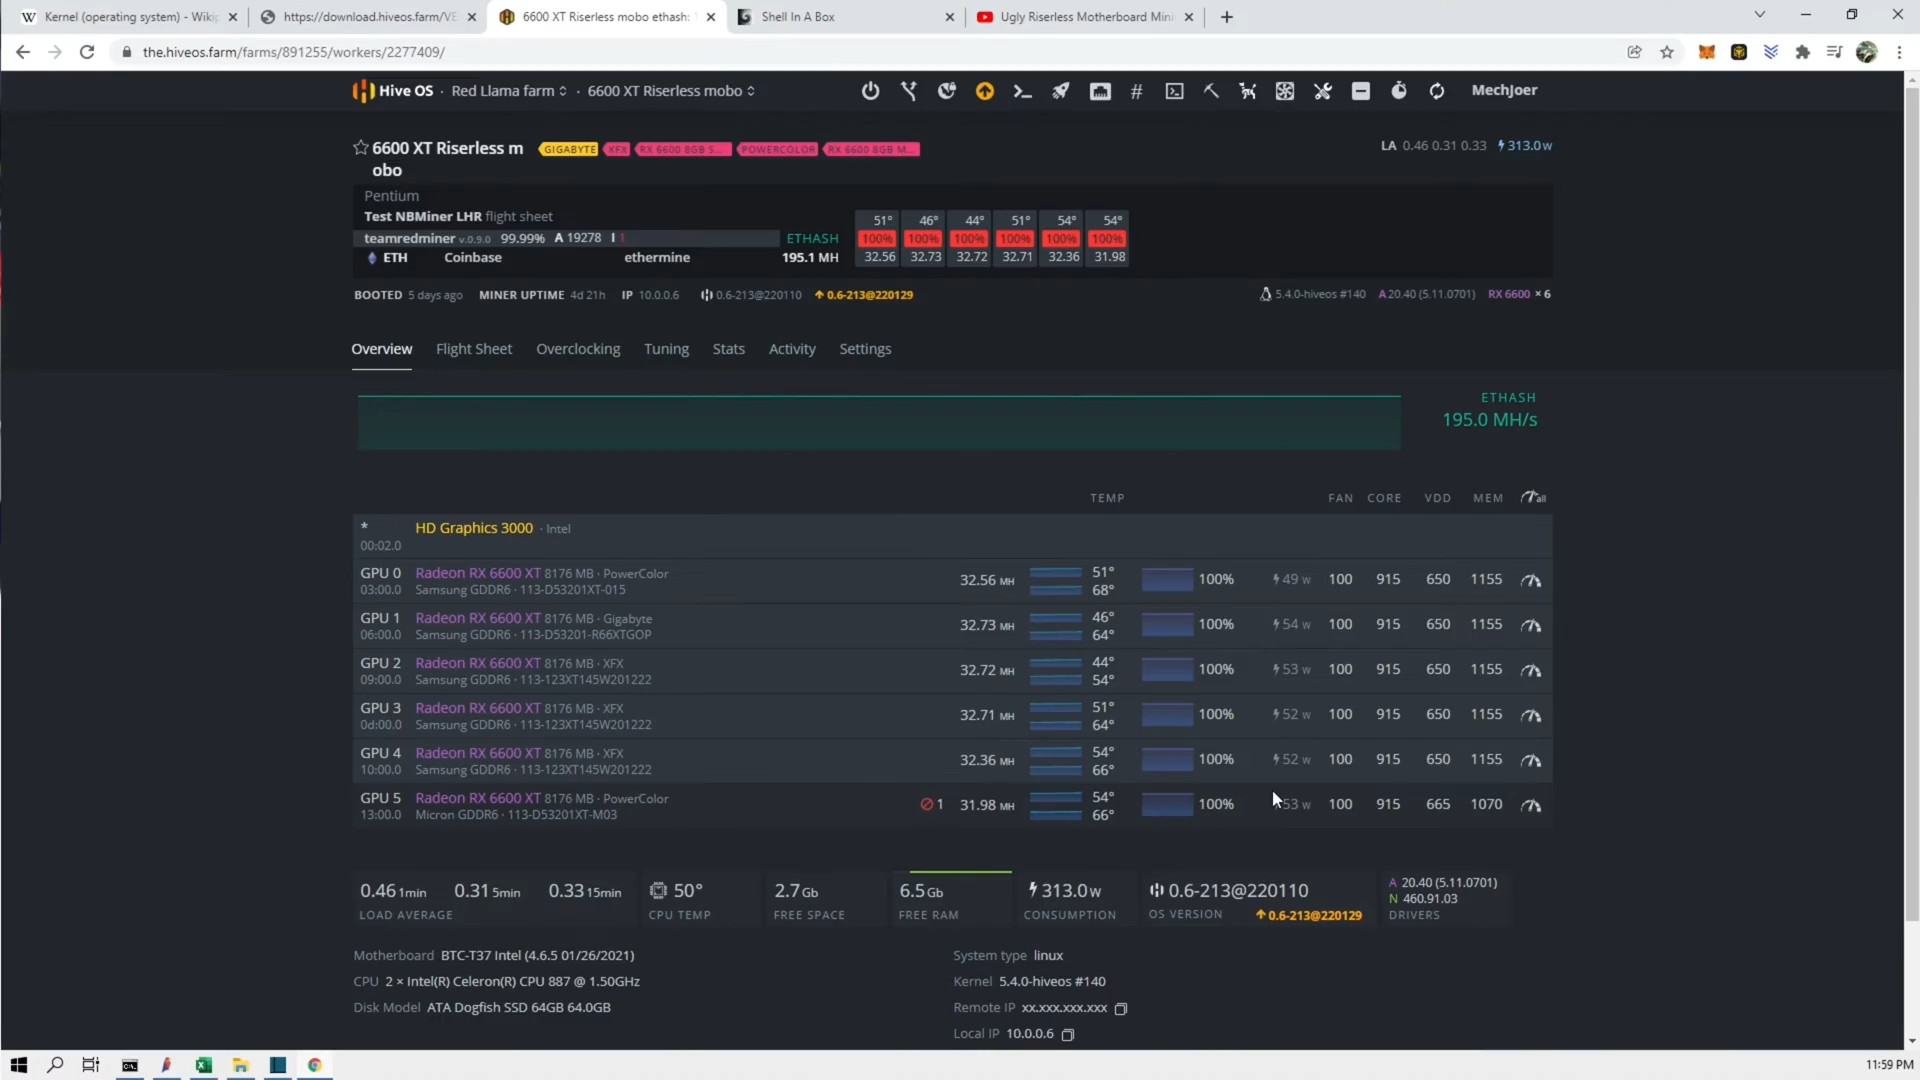 Kernel (operating system) - Wiki
https://download.hiveos.farm/VE
6600 XT Riserless mobo ethash:
Shell In A Box
Ugly Riserless Motherboard Mini
the.hiveos.farm/farms/891255/workers/2277409/
Hive OS · Red Llama farm · 6600 XT Riserless mobo
MechJoer
6600 XT Riserless m
obo
GIGABYTE XFX RX 6600 8GB S... POWERCOLOR RX 6600 8GB M...
LA 0.46 0.31 0.33 313.0w
Pentium
Test NBMiner LHR flight sheet
51° 46° 44° 51° 54° 54°
teamredminer v.0.9.0 99.99% A 19278 I 1 ETHASH
100% 100% 100% 100% 100% 100%
ETH Coinbase ethermine 195.1 MH
32.56 32.73 32.72 32.71 32.36 31.98
BOOTED 5 days ago MINER UPTIME 4d 21h IP 10.0.0.6 0.6-213@220110 0.6-213@220129
5.4.0-hiveos #140 A 20.40 (5.11.0701) RX 6600 × 6
Overview Flight Sheet Overclocking Tuning Stats Activity Settings
ETHASH
195.0 MH/s
TEMP FAN CORE VDD MEM all
* HD Graphics 3000 · Intel
00:02.0
GPU 0 Radeon RX 6600 XT 8176 MB · PowerColor 32.56 MH 51° 100% 49 w 100 915 650 1155
03:00.0 Samsung GDDR6 · 113-D53201XT-015 68°
GPU 1 Radeon RX 6600 XT 8176 MB · Gigabyte 32.73 MH 46° 100% 54 w 100 915 650 1155
06:00.0 Samsung GDDR6 · 113-D53201-R66XTGOP 64°
GPU 2 Radeon RX 6600 XT 8176 MB · XFX 32.72 MH 44° 100% 53 w 100 915 650 1155
09:00.0 Samsung GDDR6 · 113-123XT145W201222 54°
GPU 3 Radeon RX 6600 XT 8176 MB · XFX 32.71 MH 51° 100% 52 w 100 915 650 1155
0d:00.0 Samsung GDDR6 · 113-123XT145W201222 64°
GPU 4 Radeon RX 6600 XT 8176 MB · XFX 32.36 MH 54° 100% 52 w 100 915 650 1155
10:00.0 Samsung GDDR6 · 113-123XT145W201222 66°
GPU 5 Radeon RX 6600 XT 8176 MB · PowerColor 1 31.98 MH 54° 100% 53 w 100 915 665 1070
13:00.0 Micron GDDR6 · 113-D53201XT-M03 66°
0.46 1min 0.31 5min 0.33 15min 50° 2.7 Gb 6.5 Gb 313.0 w 0.6-213@220110
A 20.40 (5.11.0701)
N 460.91.03
LOAD AVERAGE CPU TEMP FREE SPACE FREE RAM CONSUMPTION OS VERSION 0.6-213@220129 DRIVERS
Motherboard BTC-T37 Intel (4.6.5 01/26/2021)
System type linux
CPU 2 × Intel(R) Celeron(R) CPU 887 @ 1.50GHz
Kernel 5.4.0-hiveos #140
Disk Model ATA Dogfish SSD 64GB 64.0GB
Remote IP xx.xxx.xxx.xxx
Local IP 10.0.0.6
11:59 PM